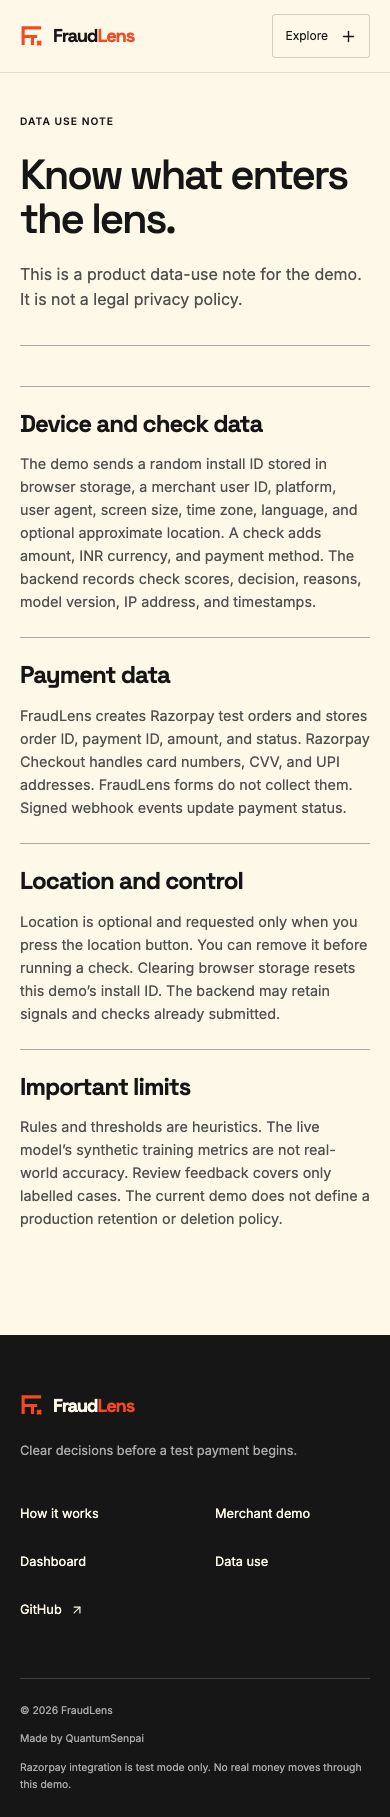 FraudLens
Explore
DATA USE NOTE
Know what enters
the lens.
This is a product data-use note for the demo.
It is not a legal privacy policy.
Device and check data
The demo sends a random install ID stored in
browser storage, a merchant user ID, platform,
user agent, screen size, time zone, language, and
optional approximate location. A check adds
amount, INR currency, and payment method. The
backend records check scores, decision, reasons,
model version, IP address, and timestamps.
Payment data
FraudLens creates Razorpay test orders and stores
order ID, payment ID, amount, and status. Razorpay
Checkout handles card numbers, CVV, and UPI
addresses. FraudLens forms do not collect them.
Signed webhook events update payment status.
Location and control
Location is optional and requested only when you
press the location button. You can remove it before
running a check. Clearing browser storage resets
this demo’s install ID. The backend may retain
signals and checks already submitted.
Important limits
Rules and thresholds are heuristics. The live
model’s synthetic training metrics are not real-
world accuracy. Review feedback covers only
labelled cases. The current demo does not define a
production retention or deletion policy.
FraudLens
Clear decisions before a test payment begins.
How it works
Merchant demo
Dashboard
Data use
GitHub
© 2026 FraudLens
Made by QuantumSenpai
Razorpay integration is test mode only. No real money moves through
this demo.